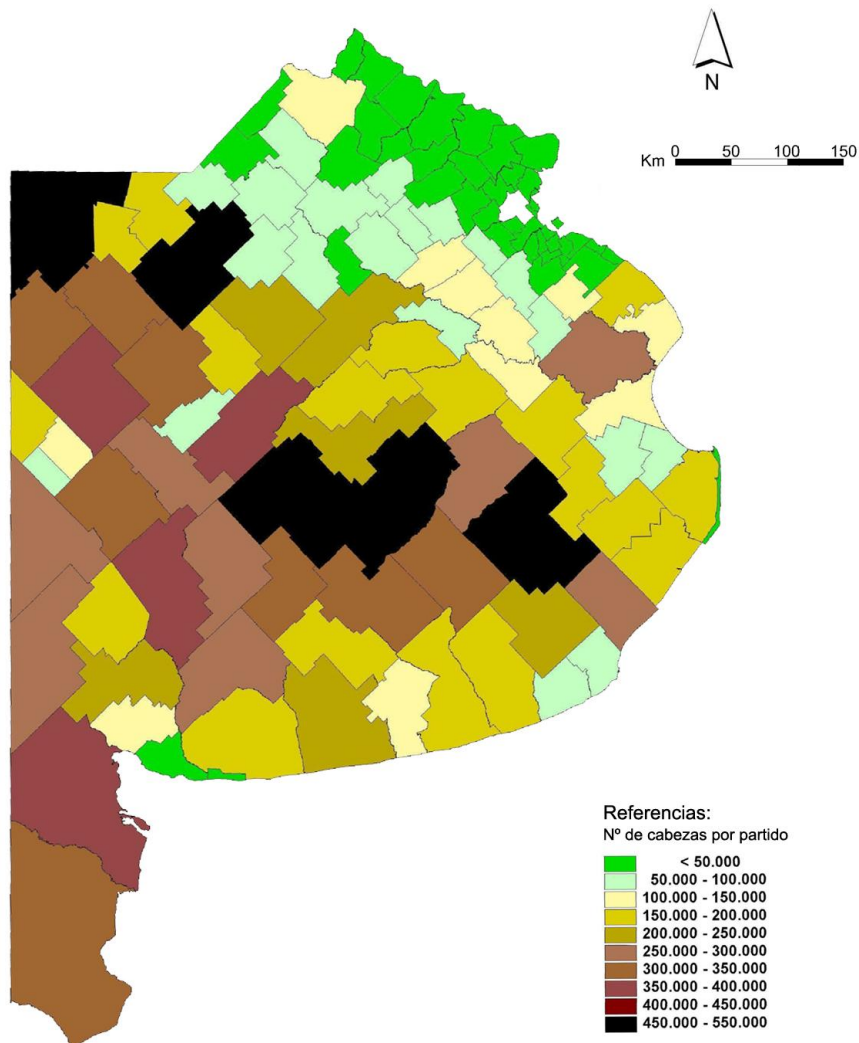 N
0 50 100 150
Km
Referencias:
Nº de cabezas por partido
< 50.000
50.000 - 100.000
100.000 - 150.000
150.000 - 200.000
200.000 - 250.000
250.000 - 300.000
300.000 - 350.000
350.000 - 400.000
400.000 - 450.000
450.000 - 550.000